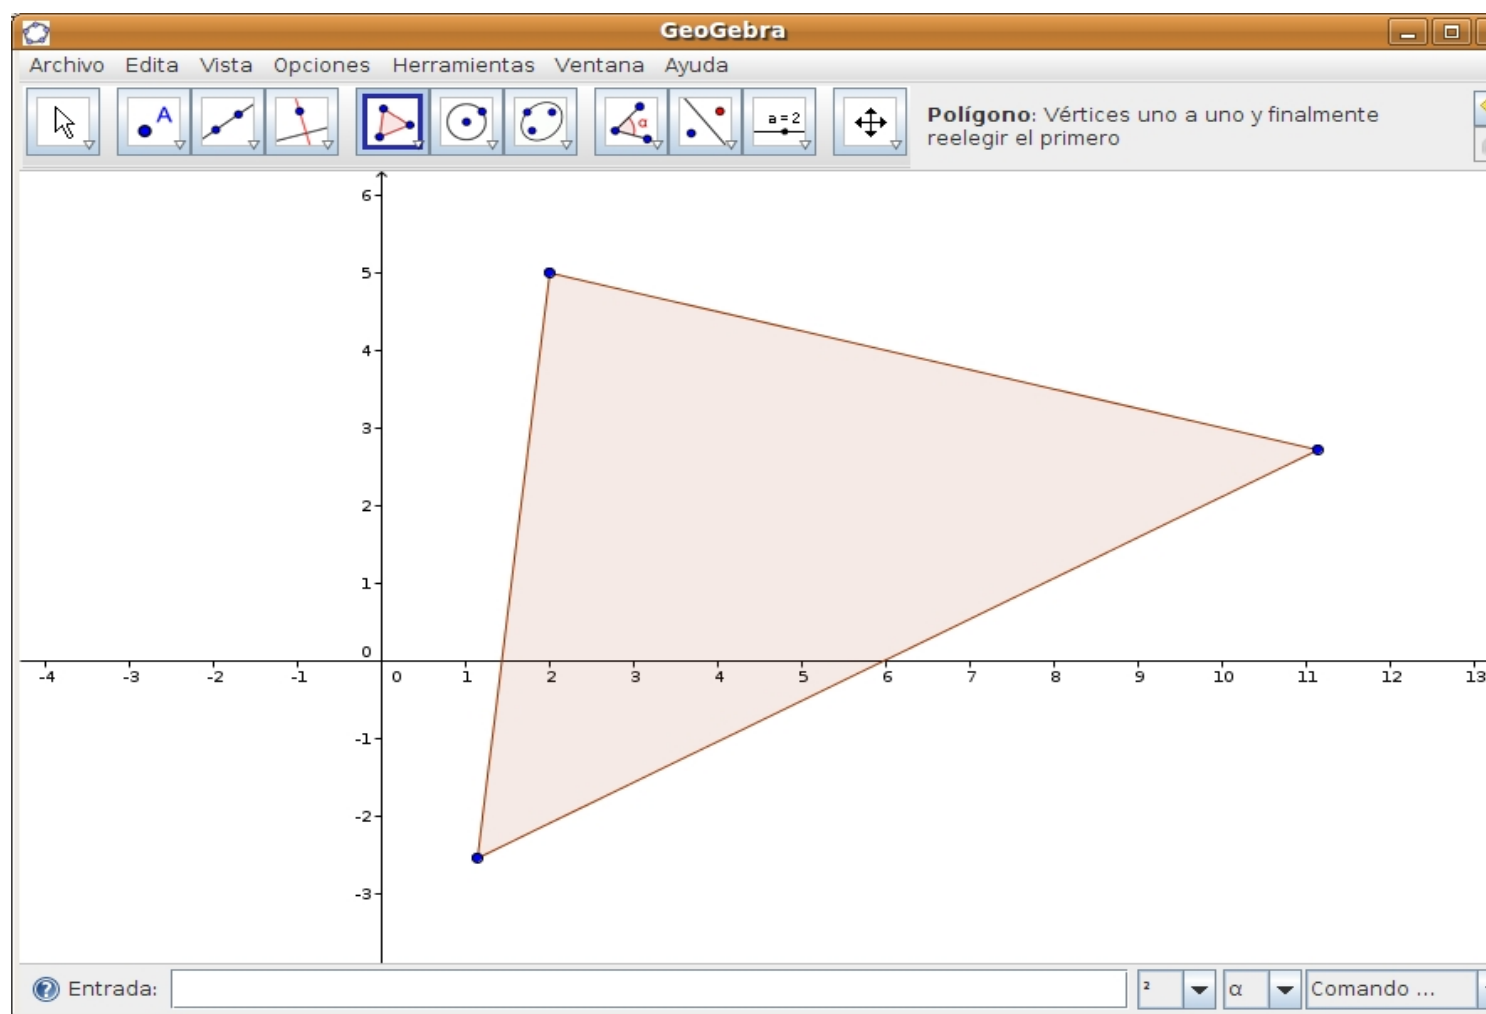 GeoGebra
Archivo Edita Vista Opciones Herramientas Ventana Ayuda
A
α
a = 2
Polígono: Vértices uno a uno y finalmente
reelegir el primero
6
5
4
3
2
1
0
-4 -3 -2 -1 0 1 2 3 4 5 6 7 8 9 10 11 12 13
-1
-2
-3
Entrada: ² α Comando ...